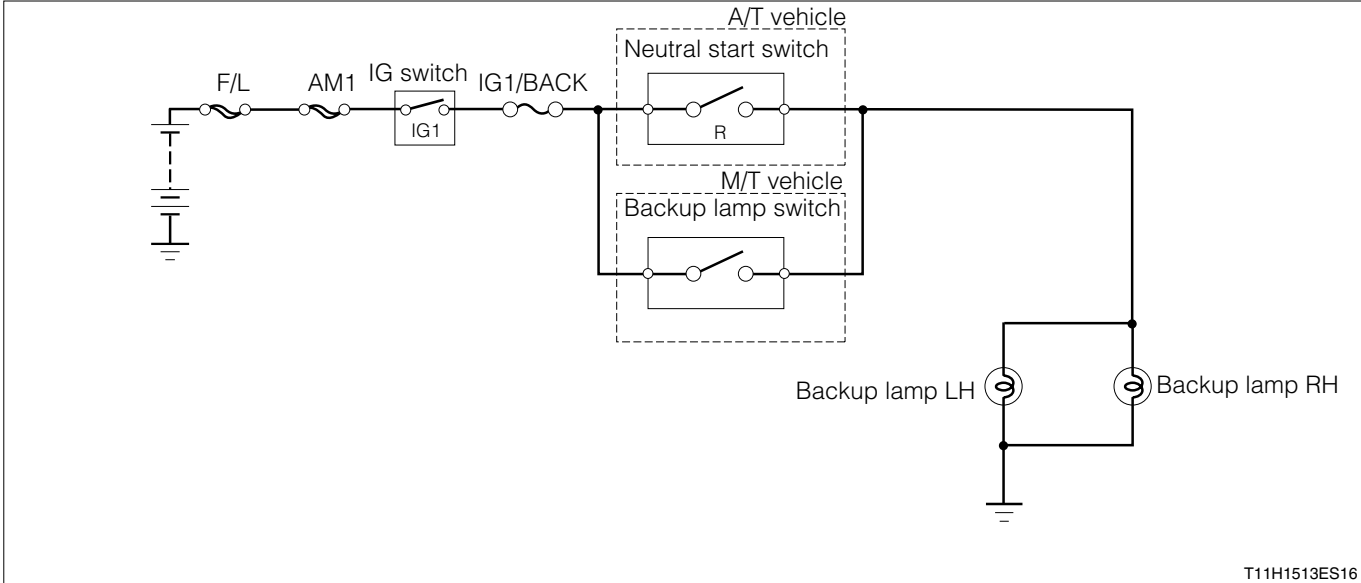 A/T vehicle
Neutral start switch
F/L AM1 IG switch IG1/BACK
IG1
R
M/T vehicle
Backup lamp switch
Backup lamp LH
Backup lamp RH
T11H1513ES16